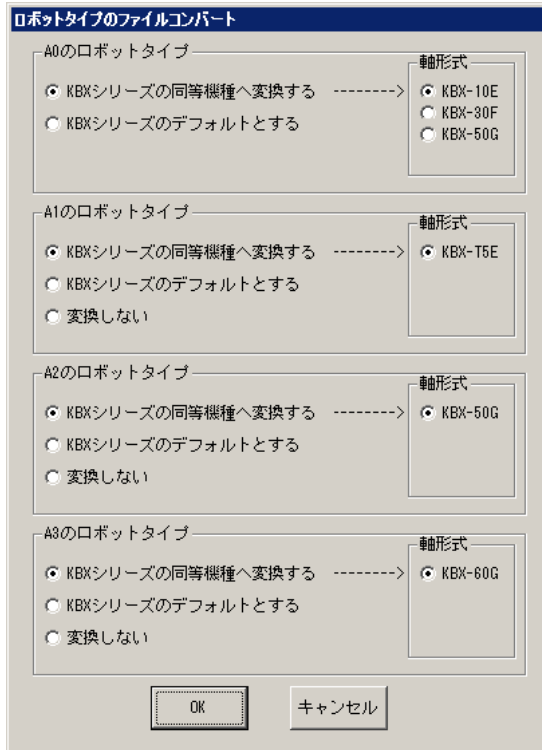 ロボットタイプのファイルコンバート
A0のロボットタイプ
軸形式
KBXシリーズの同等機種へ変換する -------->
KBX-10E
KBXシリーズのデフォルトとする
KBX-30F
KBX-50G
A1のロボットタイプ
軸形式
KBXシリーズの同等機種へ変換する -------->
KBX-T5E
KBXシリーズのデフォルトとする
変換しない
A2のロボットタイプ
軸形式
KBXシリーズの同等機種へ変換する -------->
KBX-50G
KBXシリーズのデフォルトとする
変換しない
A3のロボットタイプ
軸形式
KBXシリーズの同等機種へ変換する -------->
KBX-60G
KBXシリーズのデフォルトとする
変換しない
OK
キャンセル